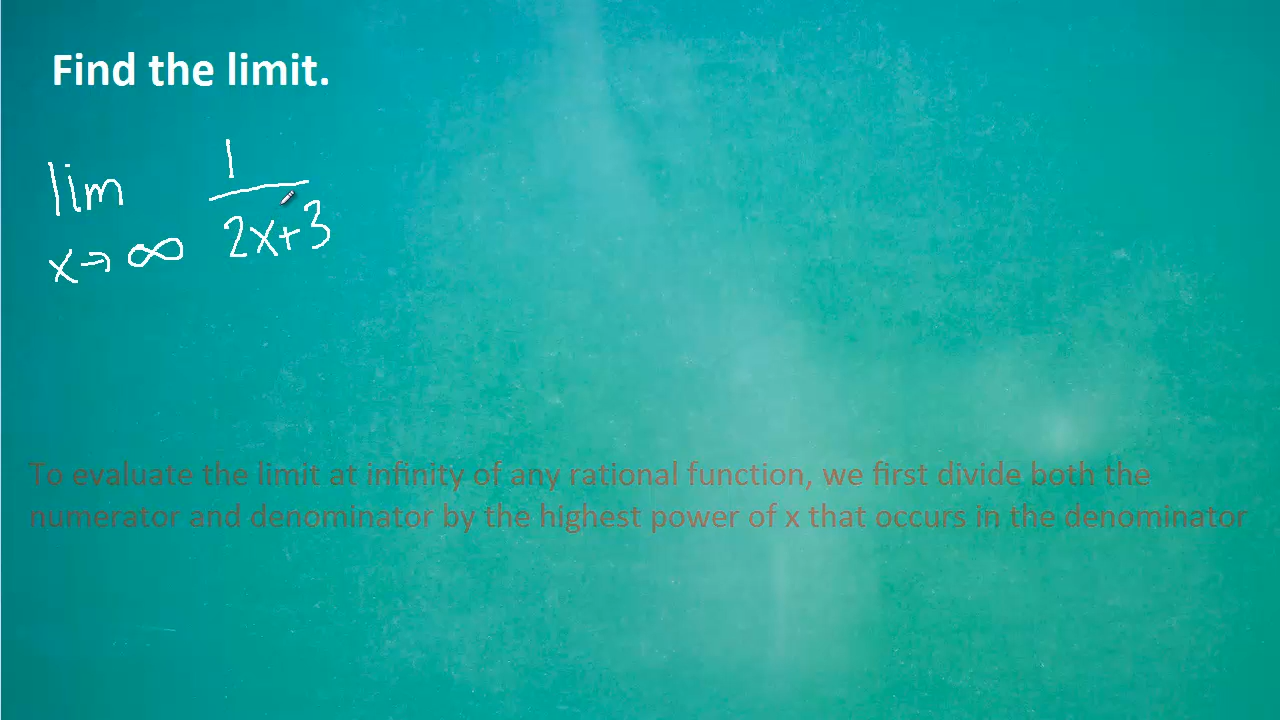 Find the limit.
lim 1
x→∞ 2x+3
To evaluate the limit at infinity of any rational function, we first divide both the
numerator and denominator by the highest power of x that occurs in the denominator